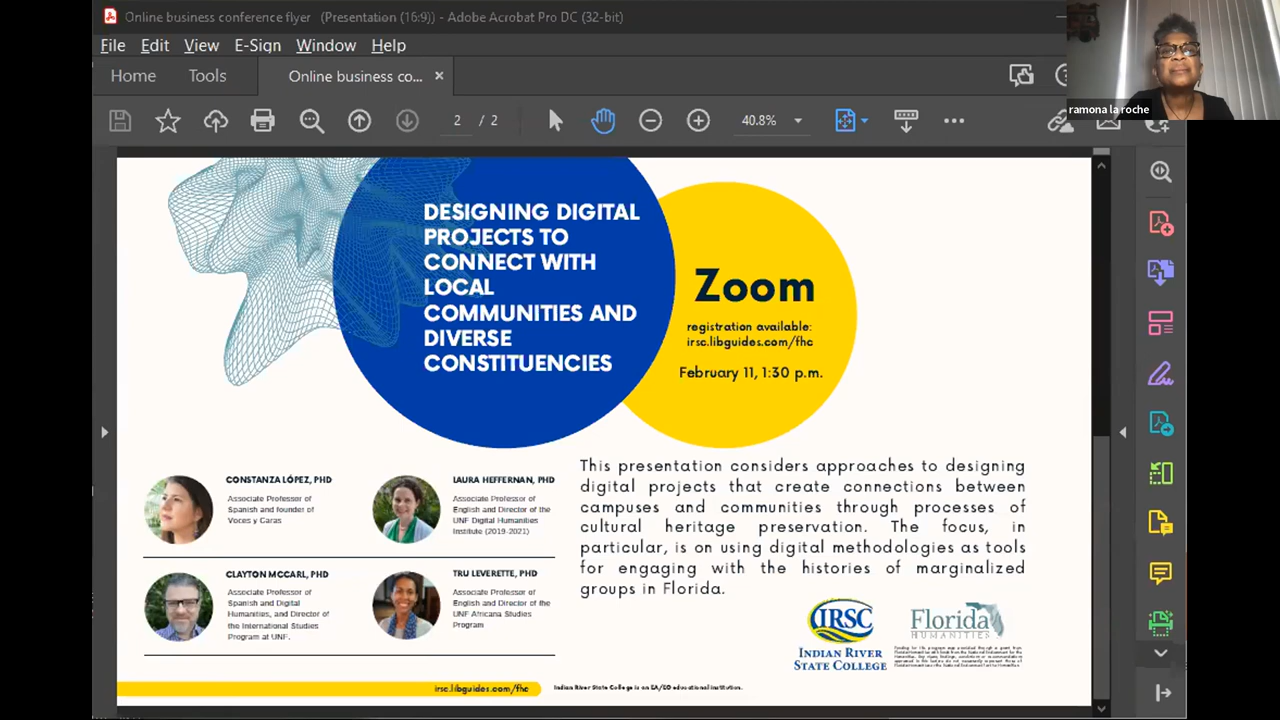 Online business conference flyer (Presentation (16:9)) - Adobe Acrobat Pro DC (32-bit)
File Edit View E-Sign Window Help
Home Tools Online business co... ×
2 / 2 40.8%
ramona la roche
DESIGNING DIGITAL
PROJECTS TO
CONNECT WITH
LOCAL
COMMUNITIES AND
DIVERSE
CONSTITUENCIES
Zoom
registration available:
irsc.libguides.com/fhc
February 11, 1:30 p.m.
CONSTANZA LÓPEZ, PHD
Associate Professor of
Spanish and founder of
Voces y Caras
LAURA HEFFERNAN, PHD
Associate Professor of
English and Director of the
UNF Digital Humanities
Institute (2019-2021)
CLAYTON MCCARL, PHD
Associate Professor of
Spanish and Digital
Humanities, and Director of
the International Studies
Program at UNF.
TRU LEVERETTE, PHD
Associate Professor of
English and Director of the
UNF Africana Studies
Program
This presentation considers approaches to designing
digital projects that create connections between
campuses and communities through processes of
cultural heritage preservation. The focus, in
particular, is on using digital methodologies as tools
for engaging with the histories of marginalized
groups in Florida.
IRSC
INDIAN RIVER
STATE COLLEGE
Florida
HUMANITIES
irsc.libguides.com/fhc
Indian River State College is an EA/EO educational institution.